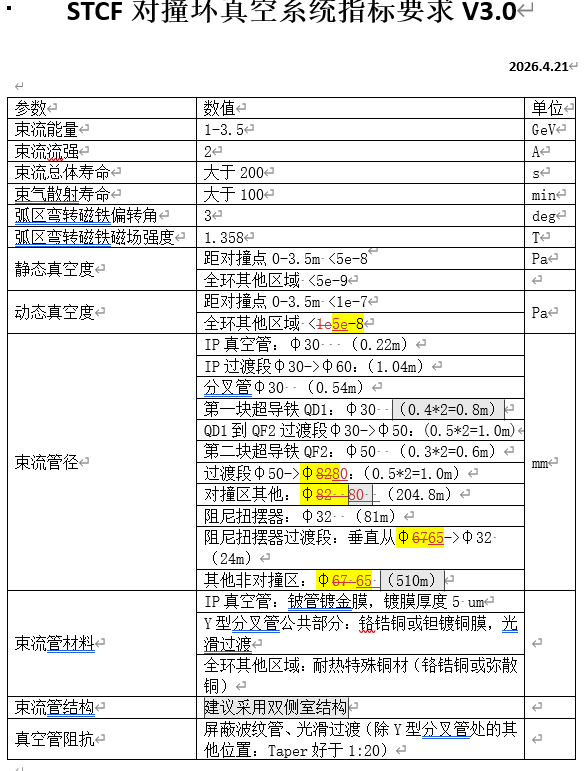 STCF 对撞环真空系统指标要求 V3.0
2026.4.21
参数 数值 单位
束流能量 1-3.5 GeV
束流流强 2 A
束流总体寿命 大于 200 s
束气散射寿命 大于 100 min
弧区弯转磁铁偏转角 3 deg
弧区弯转磁铁磁场强度 1.358 T
静态真空度 距对撞点 0-3.5m <5e-8 Pa
全环其他区域 <5e-9
动态真空度 距对撞点 0-3.5m <1e-7 Pa
全环其他区域 <1e5e-8
束流管径 mm
IP 真空管：Φ30 （0.22m）
IP 过渡段Φ30->Φ60：（1.04m）
分叉管Φ30 （0.54m）
第一块超导铁 QD1：Φ30 （0.4*2=0.8m）
QD1 到 QF2 过渡段Φ30->Φ50：（0.5*2=1.0m）
第二块超导铁 QF2：Φ50 （0.3*2=0.6m）
过渡段Φ50->Φ8280：（0.5*2=1.0m）
对撞区其他：Φ82 80 （204.8m）
阻尼扭摆器：Φ32 （81m）
阻尼扭摆器过渡段：垂直从Φ6765->Φ32
（24m）
其他非对撞区：Φ67 65 （510m）
束流管材料
IP 真空管：铍管镀金膜，镀膜厚度 5 um
Y 型分叉管公共部分：铬锆铜或钽镀铜膜，光
滑过渡
全环其他区域：耐热特殊铜材（铬锆铜或弥散
铜）
束流管结构 建议采用双侧室结构
真空管阻抗
屏蔽波纹管、光滑过渡（除 Y 型分叉管处的其
他位置：Taper 好于 1:20）